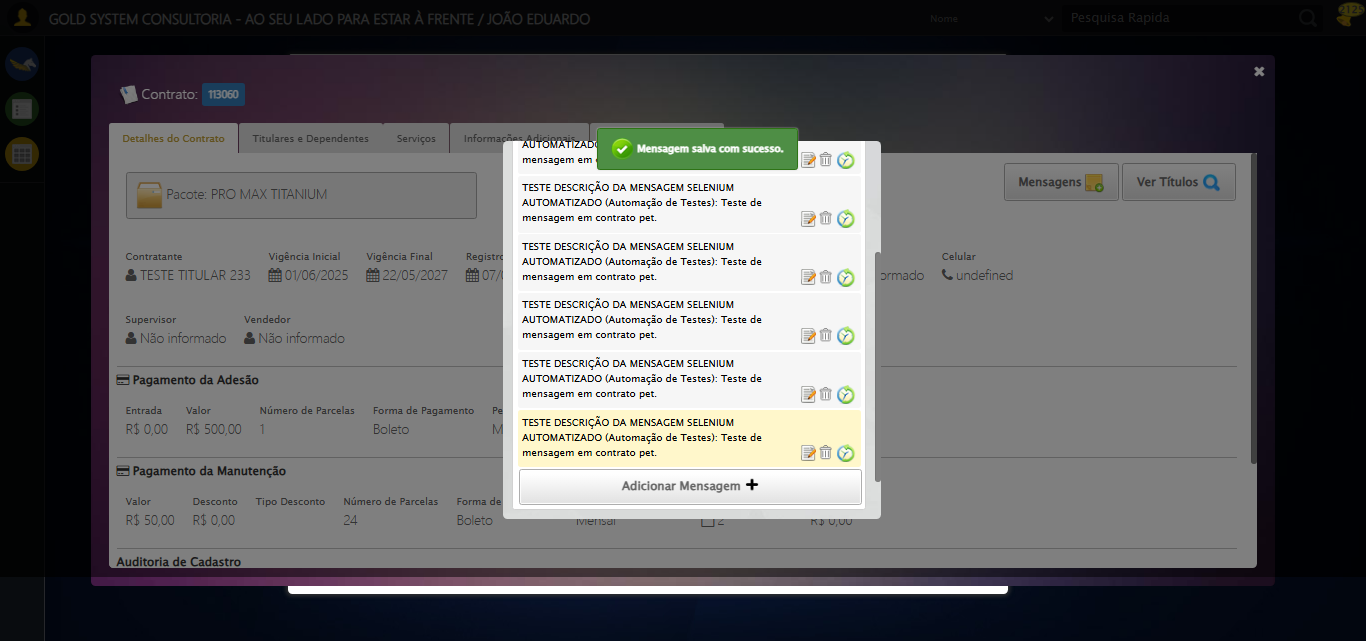 GOLD SYSTEM CONSULTORIA - AO SEU LADO PARA ESTAR À FRENTE / JOÃO EDUARDO
Nome
Pesquisa Rapida
Contrato: 113060
Detalhes do Contrato
Titulares e Dependentes
Serviços
Informações Adicionais
Mensagem salva com sucesso.
Pacote: PRO MAX TITANIUM
Mensagens
Ver Títulos
AUTOMATIZADO
mensagem em
TESTE DESCRIÇÃO DA MENSAGEM SELENIUM
AUTOMATIZADO (Automação de Testes): Teste de
mensagem em contrato pet.
TESTE DESCRIÇÃO DA MENSAGEM SELENIUM
AUTOMATIZADO (Automação de Testes): Teste de
mensagem em contrato pet.
TESTE DESCRIÇÃO DA MENSAGEM SELENIUM
AUTOMATIZADO (Automação de Testes): Teste de
mensagem em contrato pet.
TESTE DESCRIÇÃO DA MENSAGEM SELENIUM
AUTOMATIZADO (Automação de Testes): Teste de
mensagem em contrato pet.
TESTE DESCRIÇÃO DA MENSAGEM SELENIUM
AUTOMATIZADO (Automação de Testes): Teste de
mensagem em contrato pet.
Adicionar Mensagem
Contratante Vigência Inicial Vigência Final Registro Celular
TESTE TITULAR 233 01/06/2025 22/05/2027 07/0 ormado undefined
Supervisor Vendedor
Não informado Não informado
Pagamento da Adesão
Entrada Valor Número de Parcelas Forma de Pagamento Pe
R$ 0,00 R$ 500,00 1 Boleto M
Pagamento da Manutenção
Valor Desconto Tipo Desconto Número de Parcelas Forma de
R$ 50,00 R$ 0,00 24 Boleto Mensal 2 R$ 0,00
Auditoria de Cadastro